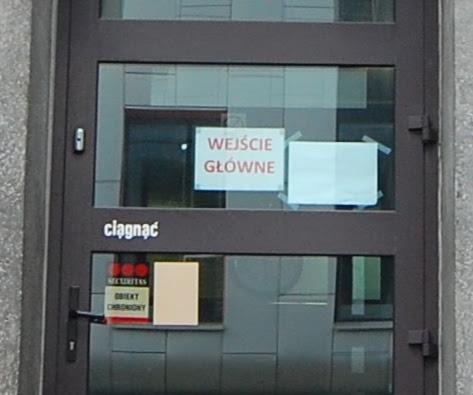 WEJŚCIE
GŁÓWNE
ciągnąć
SECURITAS
OBIEKT
CHRONIONY